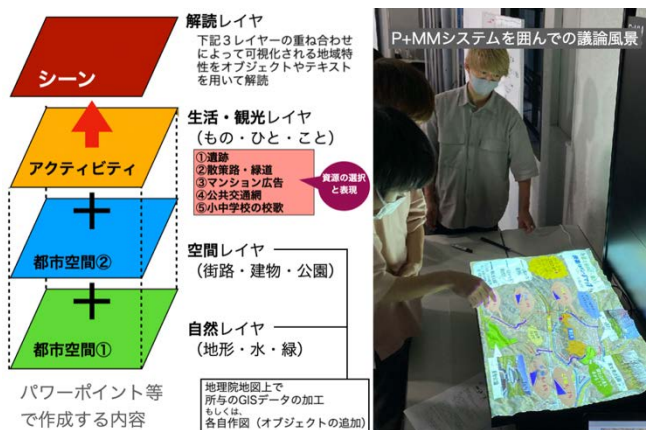 解読レイヤ
下記3レイヤーの重ね合わせ
によって可視化される地域特
性をオブジェクトやテキスト
を用いて解読
シーン
生活・観光レイヤ
(もの・ひと・こと)
①遺跡
②散策路・緑道
③マンション広告
④公共交通網
⑤小中学校の校歌
資源の選択
と表現
アクティビティ
空間レイヤ
(街路・建物・公園)
都市空間②
自然レイヤ
(地形・水・緑)
都市空間①
地理院地図上で
所与のGISデータの加工
もしくは、
各自作図(オブジェクトの追加)
パワーポイント等
で作成する内容
P+MMシステムを囲んでの議論風景